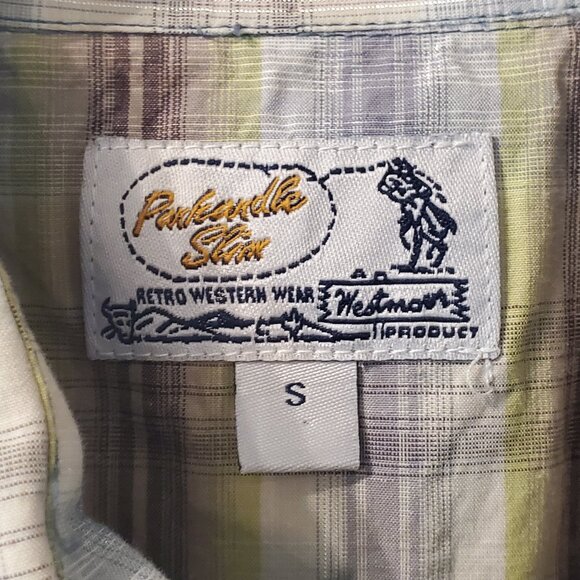 Panhandle
Slim
RETRO WESTERN WEAR
Westmoor
PRODUCT
S